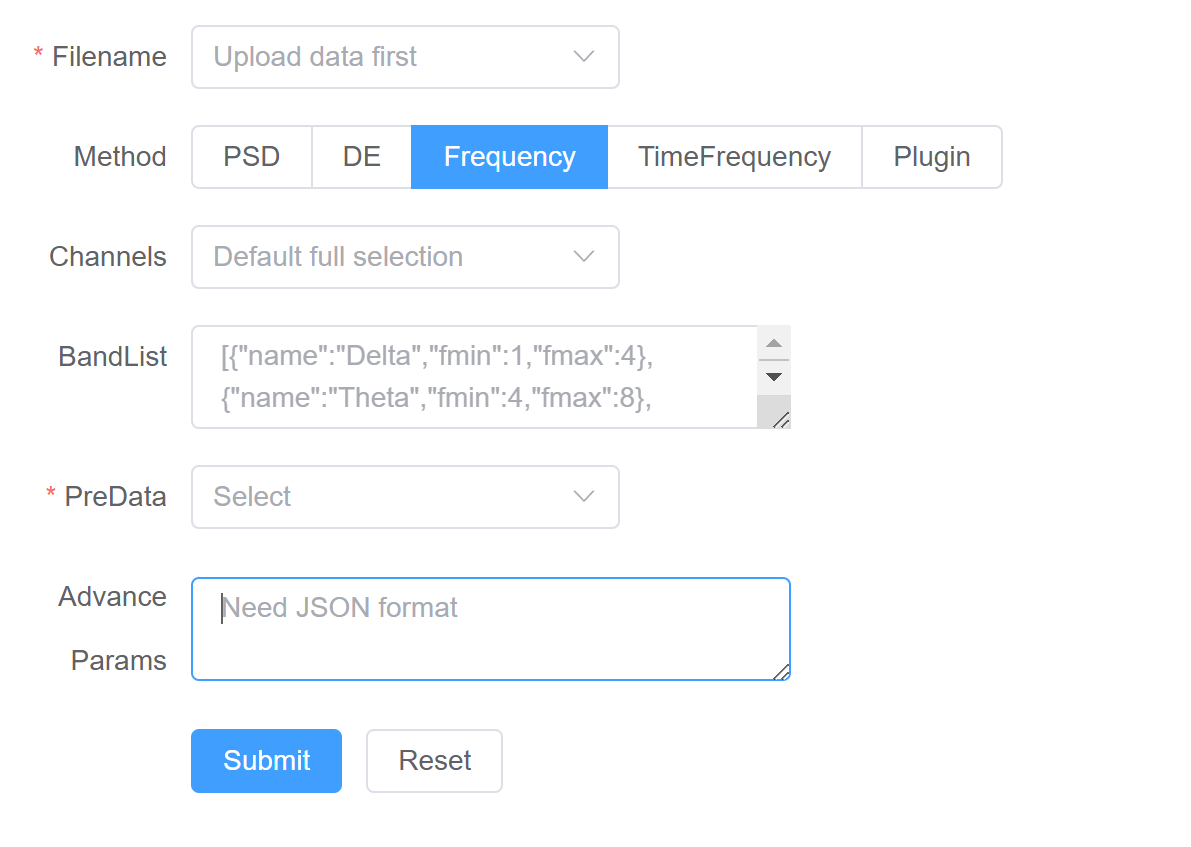 * Filename Upload data first
Method PSD DE Frequency TimeFrequency Plugin
Channels Default full selection
BandList [{"name":"Delta","fmin":1,"fmax":4},
{"name":"Theta","fmin":4,"fmax":8},
* PreData Select
Advance Need JSON format
Params
Submit Reset